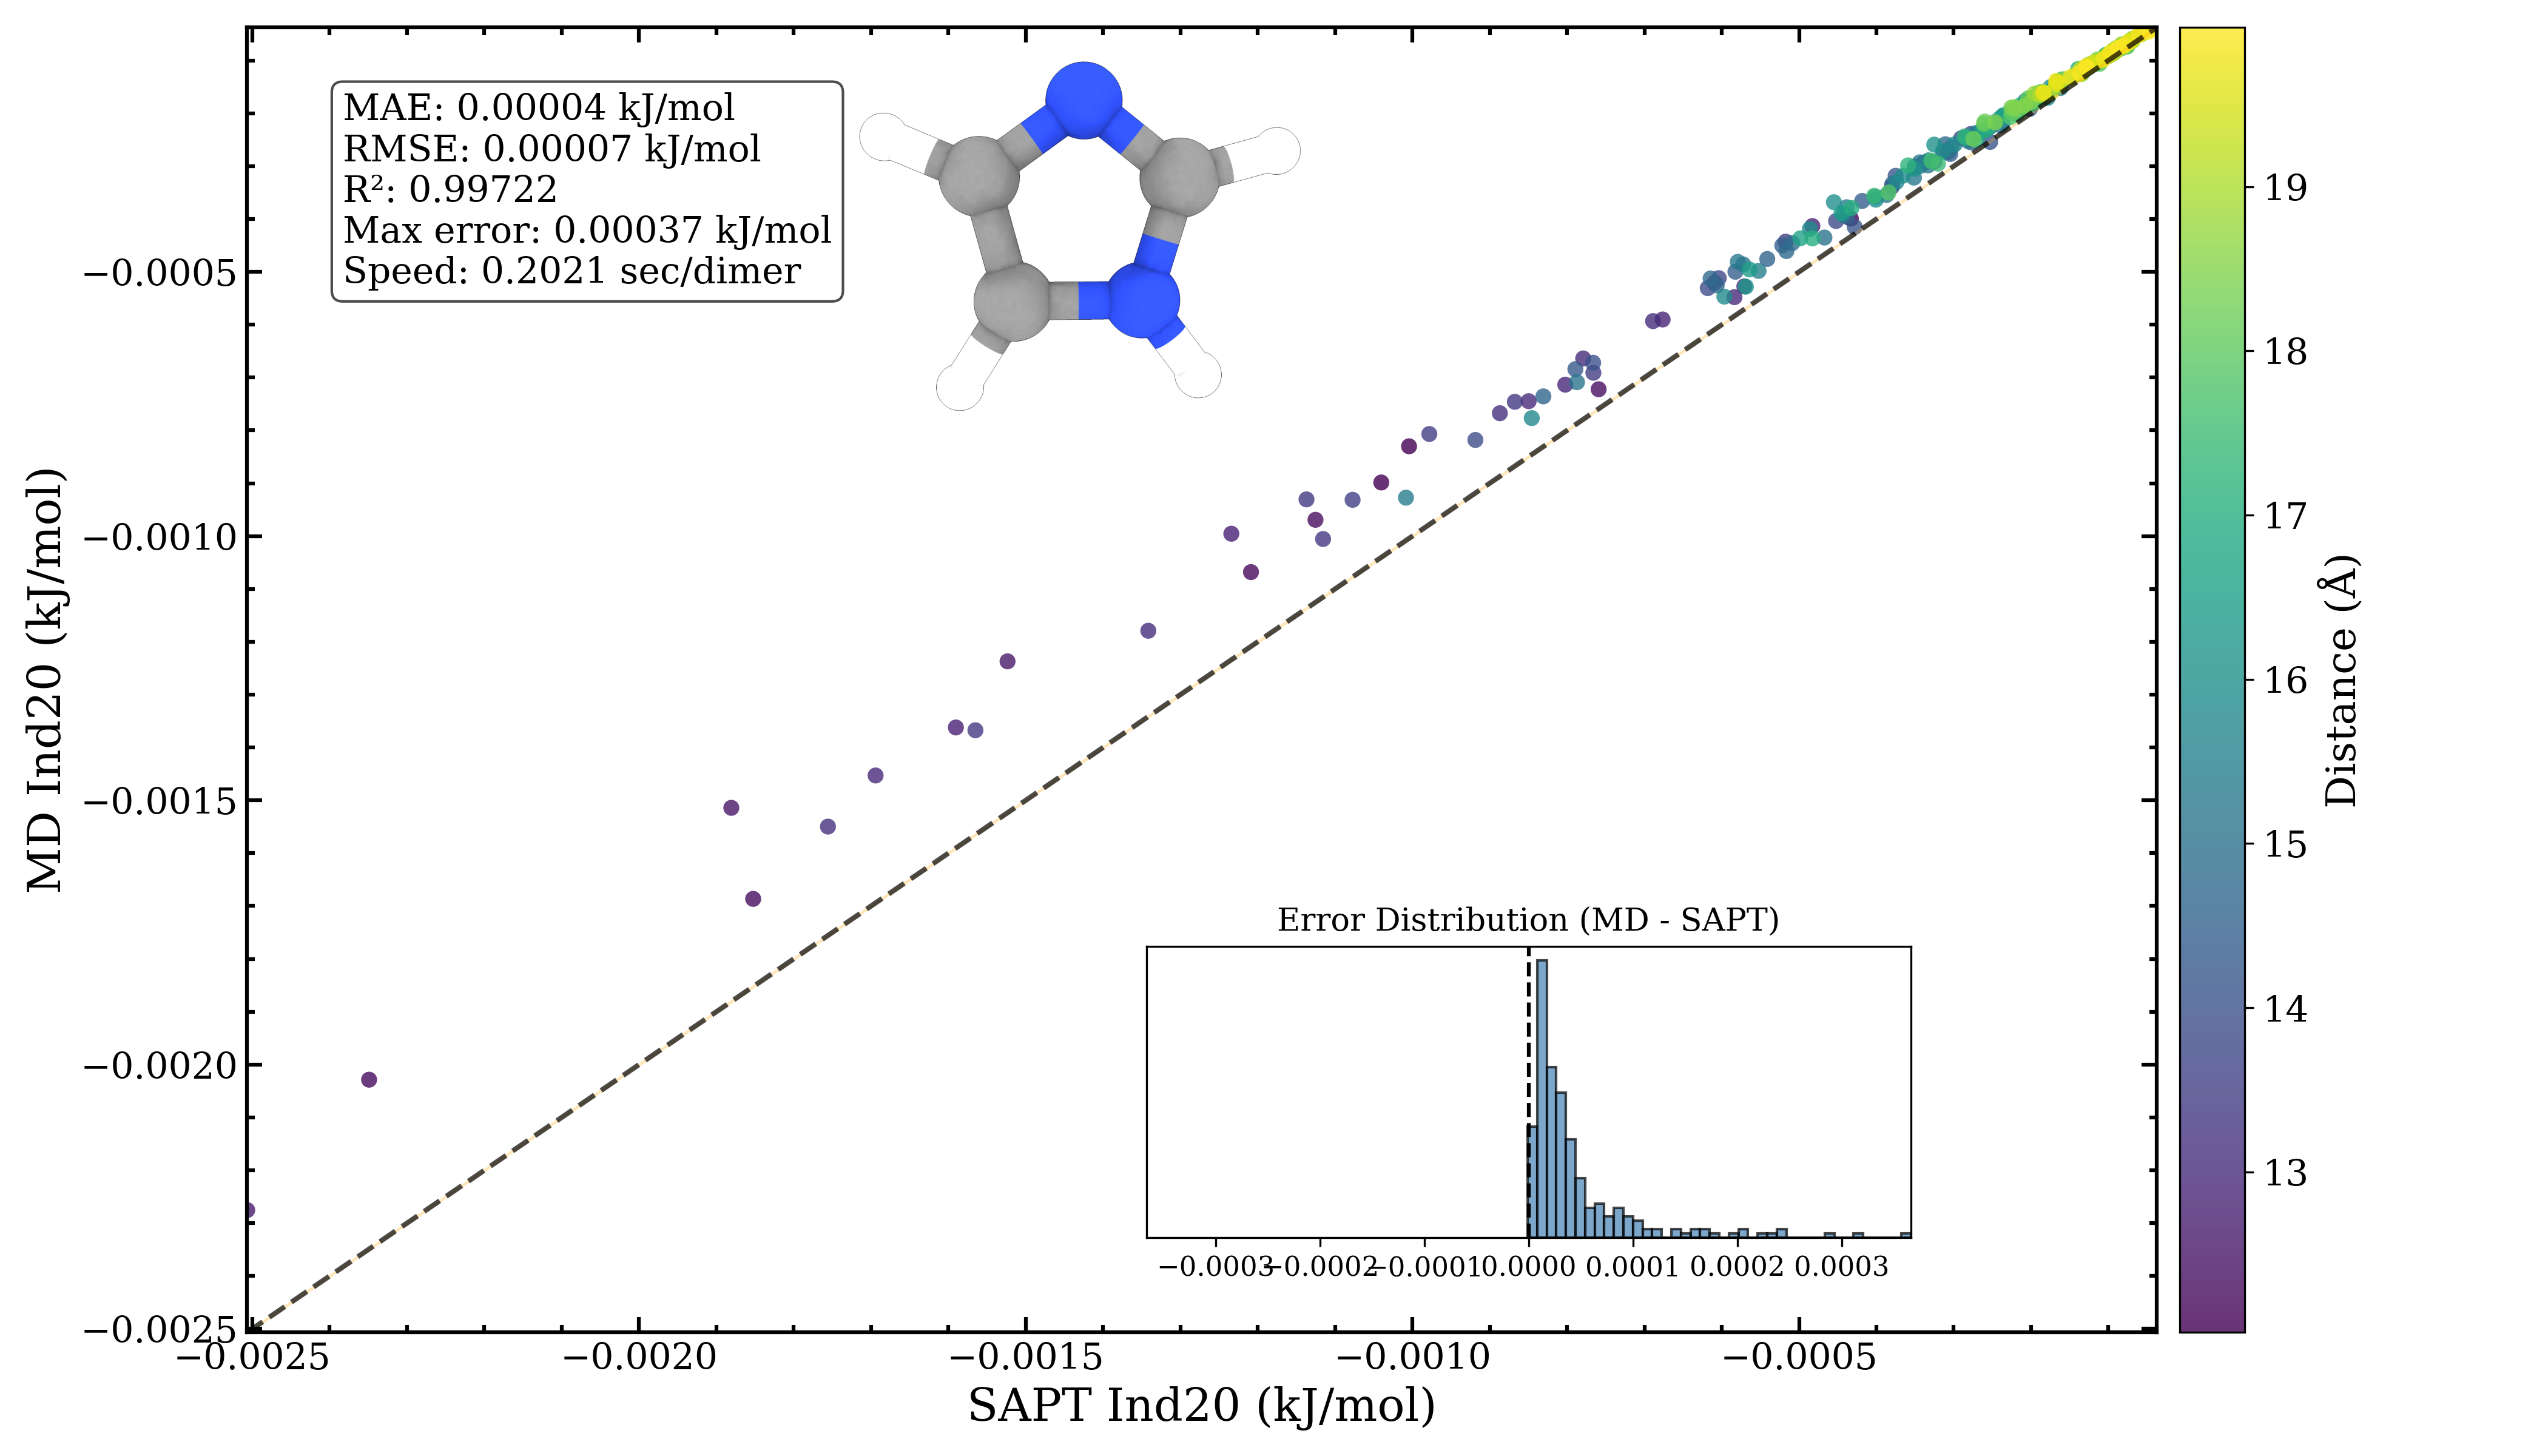 MAE: 0.00004 kJ/mol
RMSE: 0.00007 kJ/mol
R²: 0.99722
Max error: 0.00037 kJ/mol
Speed: 0.2021 sec/dimer
MD Ind20 (kJ/mol)
−0.0005
−0.0010
−0.0015
−0.0020
−0.0025
Error Distribution (MD - SAPT)
−0.0003
−0.0002
−0.0001
0.0000
0.0001
0.0002
0.0003
−0.0025
−0.0020
−0.0015
−0.0010
−0.0005
SAPT Ind20 (kJ/mol)
19
18
17
16
15
14
13
Distance (Å)